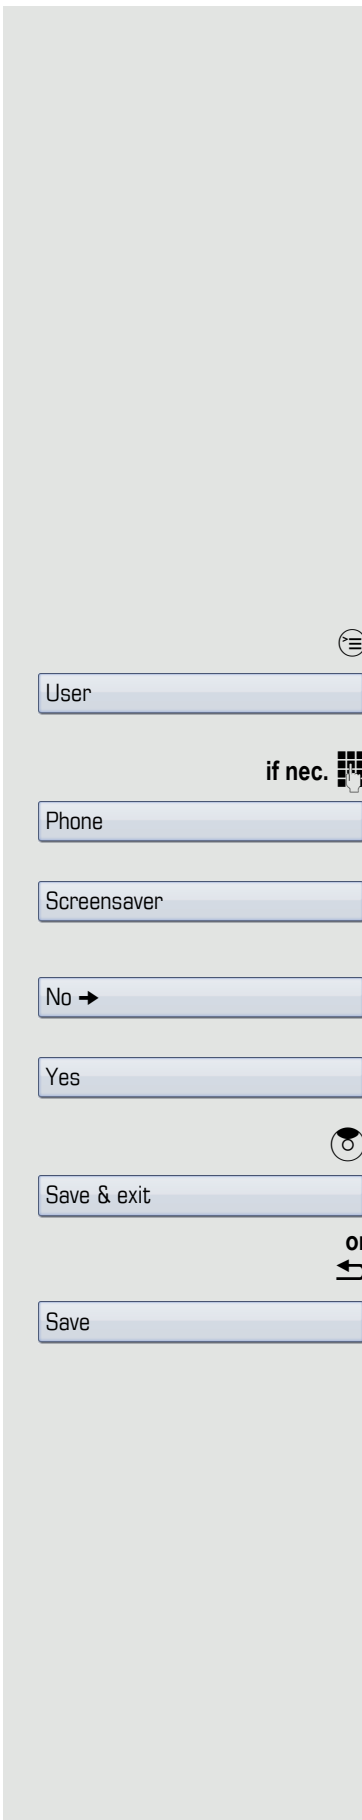 User
if nec.
Phone
Screensaver
No →
Yes
Save & exit
or
Save